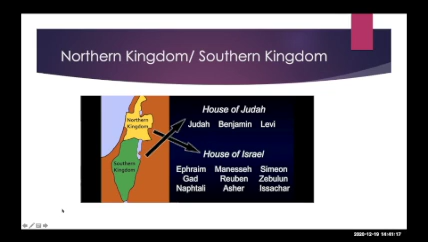 Northern Kingdom/ Southern Kingdom
House of Judah
Northern
Kingdom
Judah Benjamin Levi
House of Israel
Southern
Kingdom
Ephraim Manesseh Simeon
Gad Reuben Zebulun
Naphtali Asher Issachar
2020-12-19 14:41:17